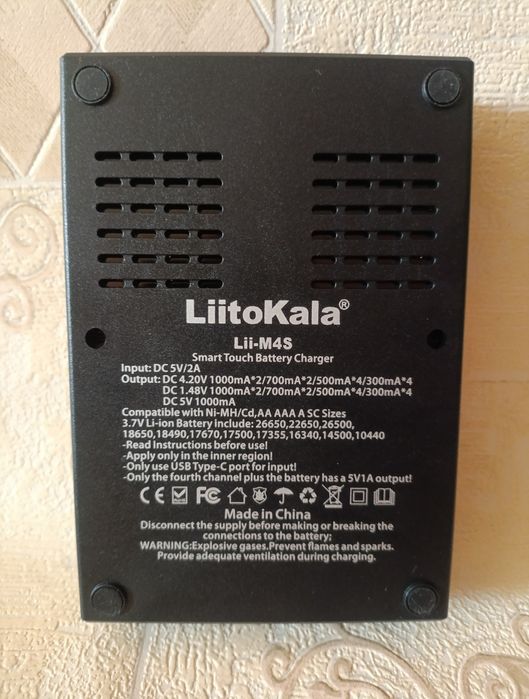 LiitoKala®
Lii-M4S
Smart Touch Battery Charger
Input: DC 5V/2A
Output: DC 4.20V 1000mA*2/700mA*2/500mA*4/300mA*4
DC 1.48V 1000mA*2/700mA*2/500mA*4/300mA*4
DC 5V 1000mA
Compatible with Ni-MH/Cd,AA AAA A SC Sizes
3.7V Li-ion Battery include: 26650,22650,26500,
18650,18490,17670,17500,17355,16340,14500,10440
-Read Instructions before use!
-Apply only in the inner region!
-Only use USB Type-C port for input!
-Only the fourth channel plus the battery has a 5V1A output!
CE FC
Made in China
Disconnect the supply before making or breaking the
connections to the battery;
WARNING:Explosive gases.Prevent flames and sparks.
Provide adequate ventilation during charging.